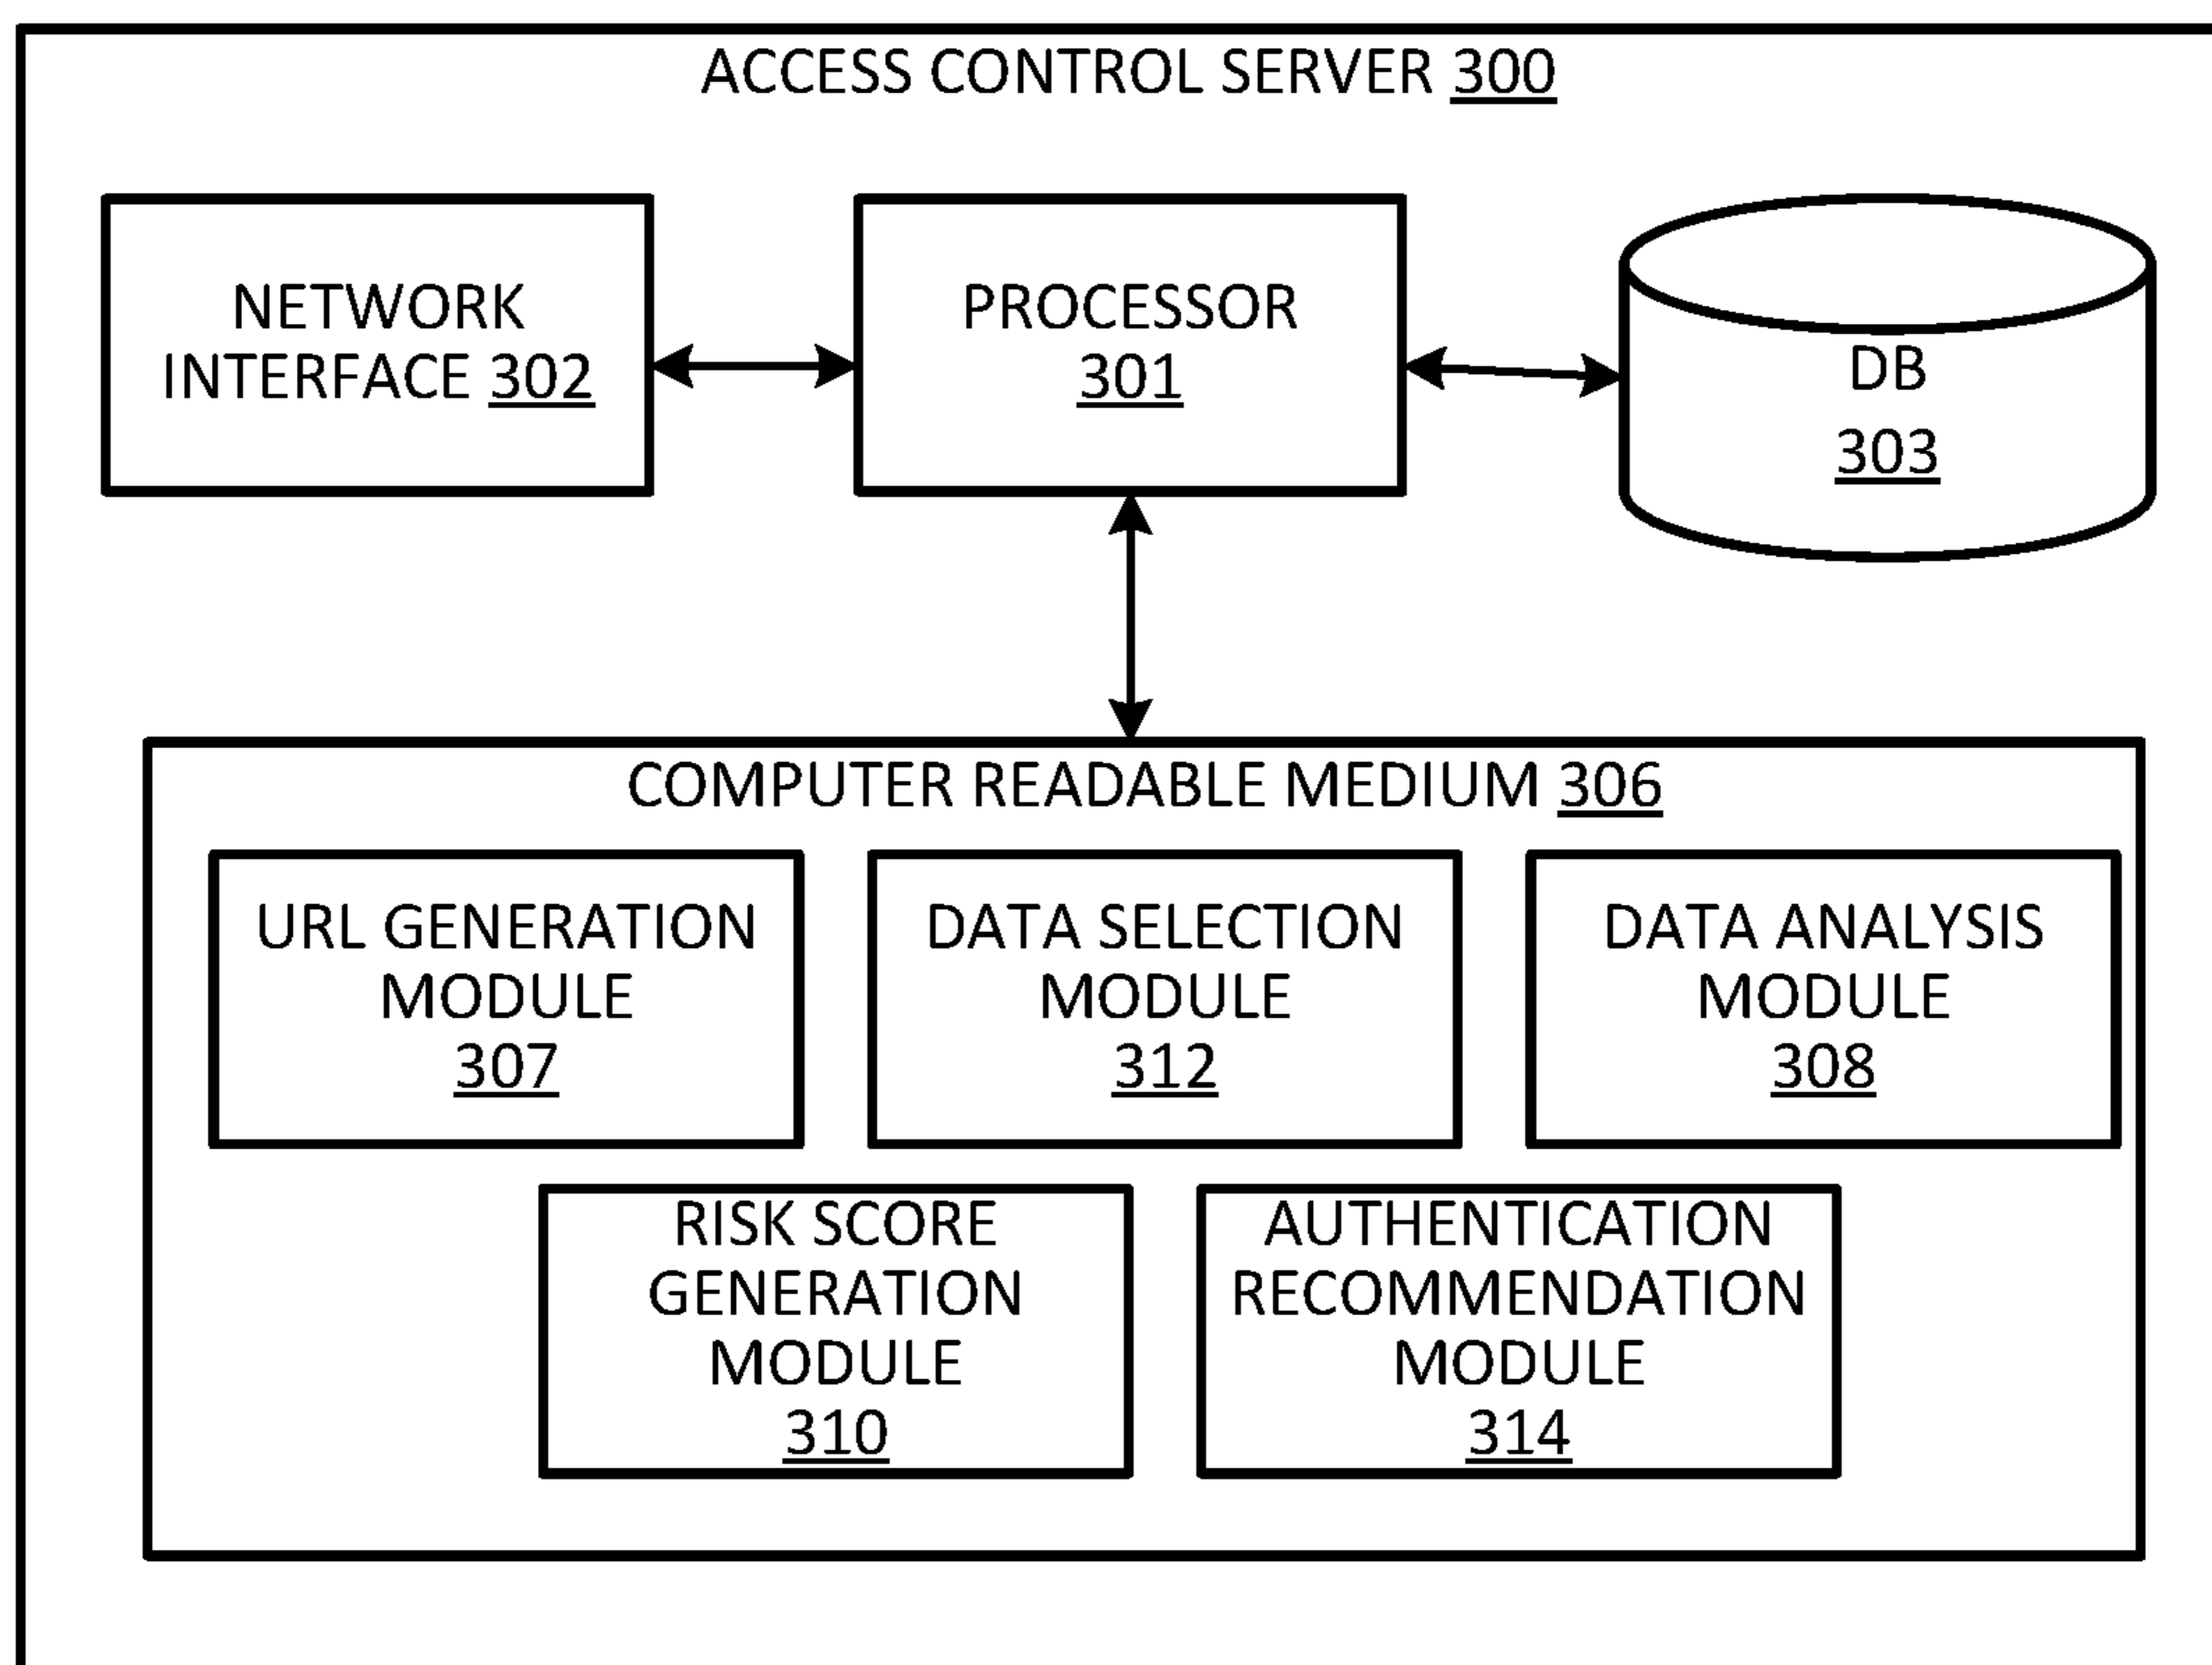 ACCESS CONTROL SERVER 300
NETWORK
INTERFACE 302
PROCESSOR
301
DB
303
COMPUTER READABLE MEDIUM 306
URL GENERATION
MODULE
307
DATA SELECTION
MODULE
312
DATA ANALYSIS
MODULE
308
RISK SCORE
GENERATION
MODULE
310
AUTHENTICATION
RECOMMENDATION
MODULE
314